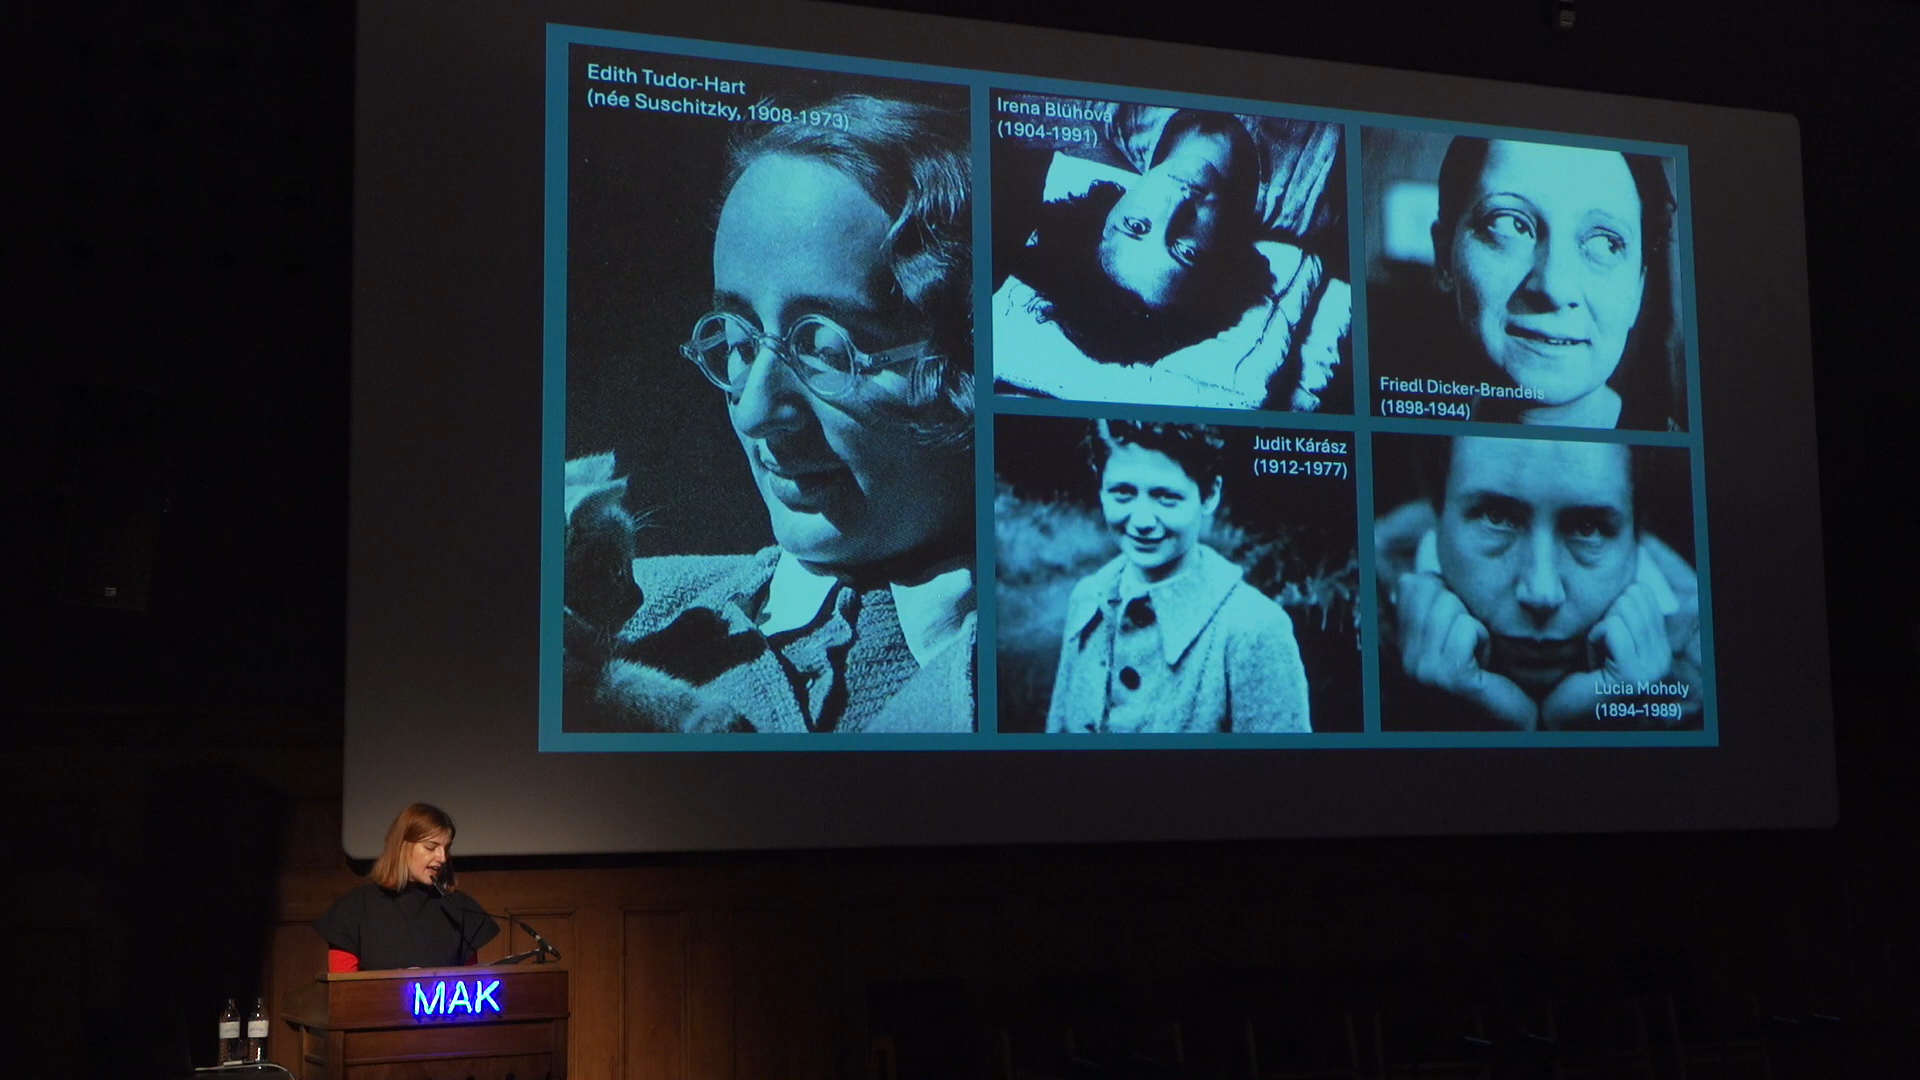 Edith Tudor-Hart
(née Suschitzky, 1908-1973)
Irena Blühová
(1904-1991)
Friedl Dicker-Brandeis
(1898-1944)
Judit Kárász
(1912-1977)
Lucia Moholy
(1894–1989)
MAK